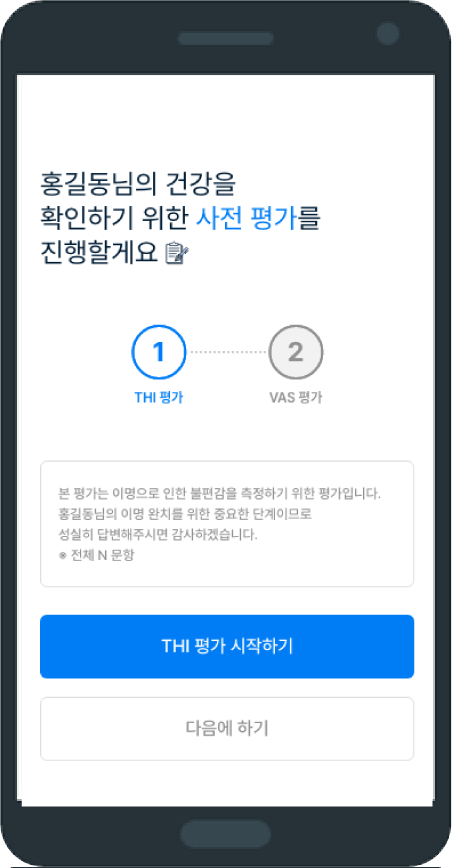 홍길동님의 건강을
확인하기 위한 사전 평가를
진행할게요
1
2
THI 평가
VAS 평가
본 평가는 이명으로 인한 불편감을 측정하기 위한 평가입니다.
홍길동님의 이명 완치를 위한 중요한 단계이므로
성실히 답변해주시면 감사하겠습니다.
※ 전체 N 문항
THI 평가 시작하기
다음에 하기